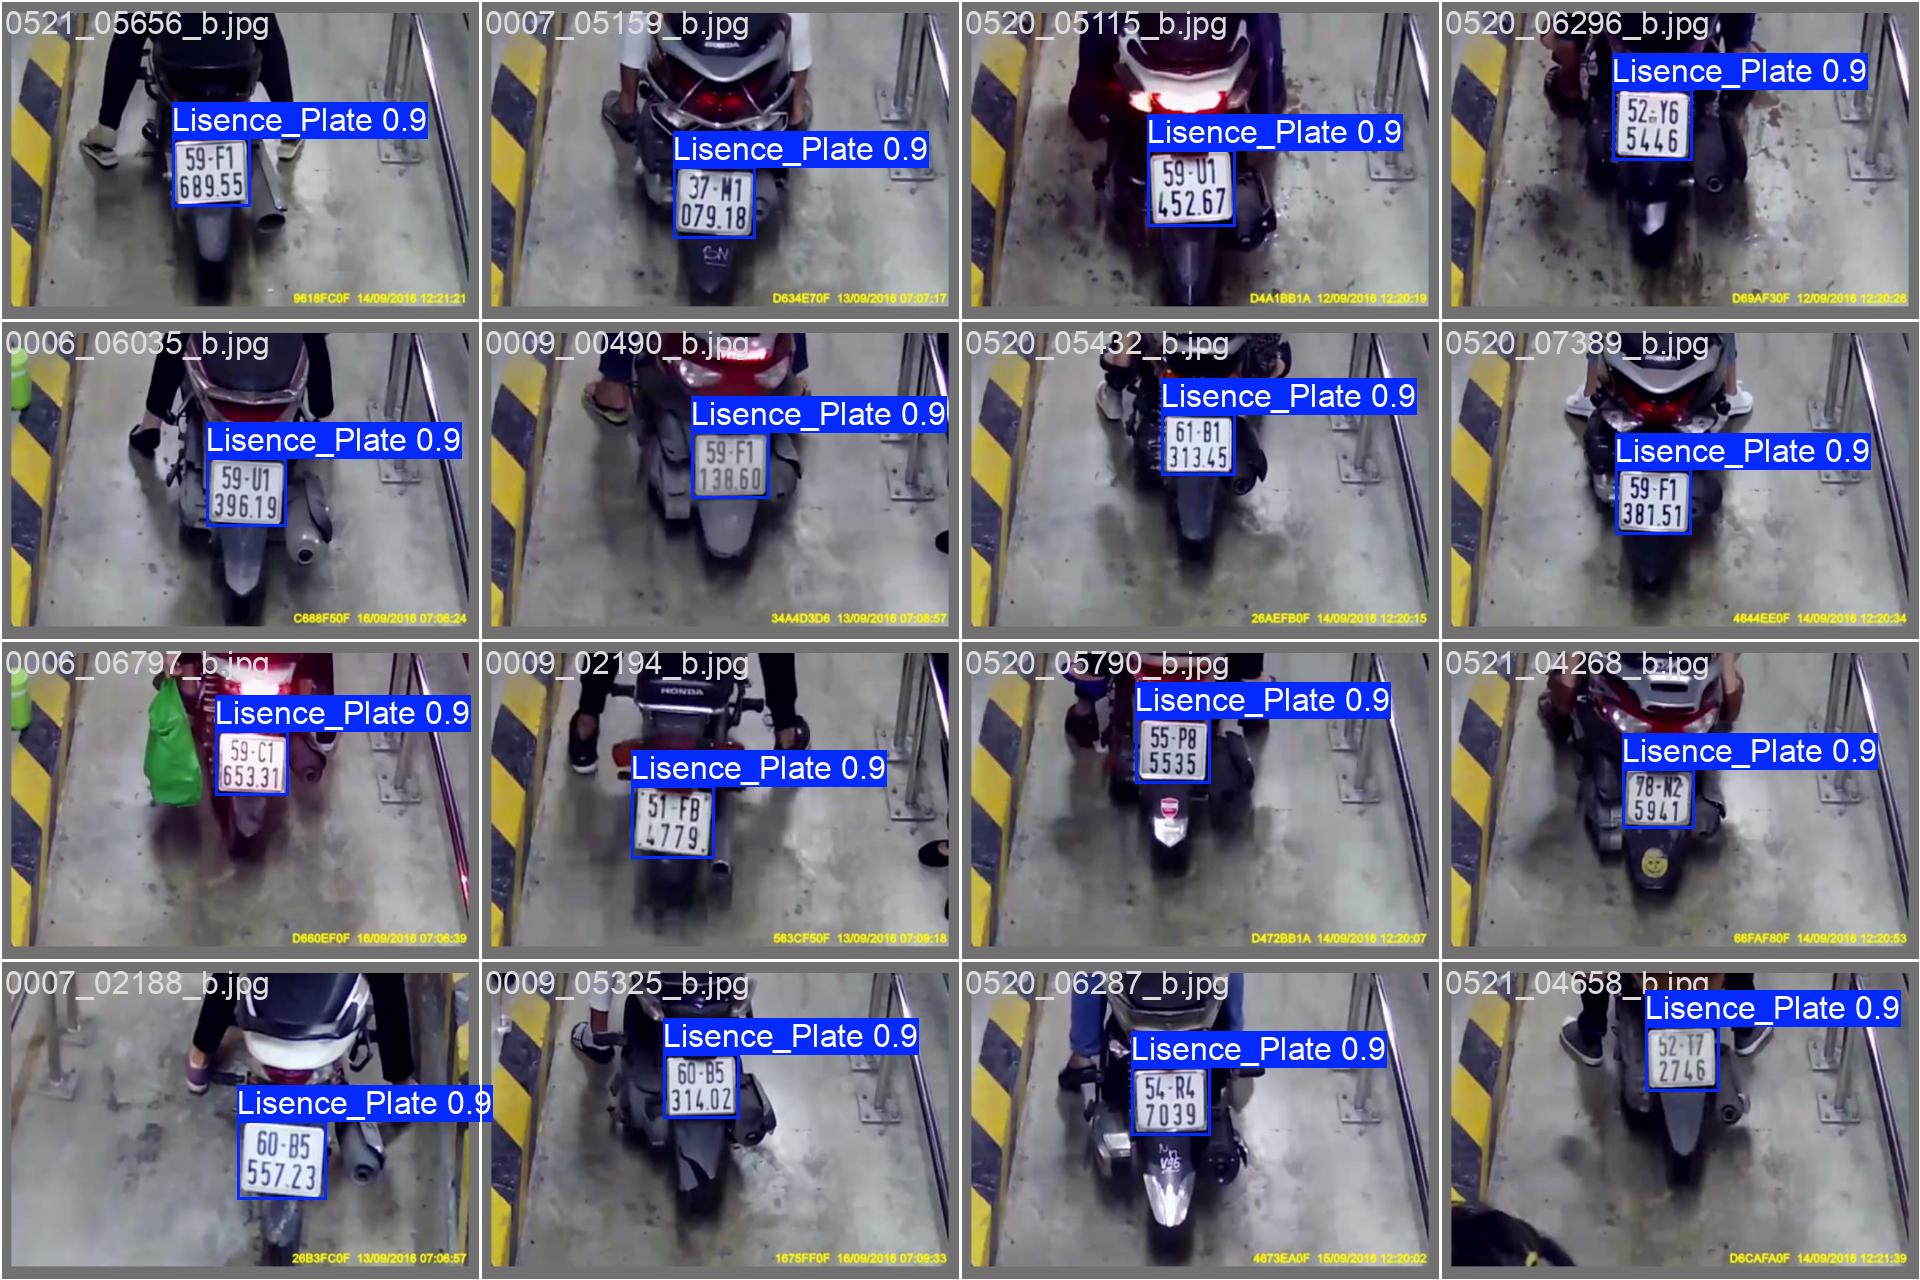 0521_05656_b.jpg
Lisence_Plate 0.9
59-F1
689.55
9618FC0F 14/09/2016 12:21:21
0007_05159_b.jpg
HONDA
Lisence_Plate 0.9
37-M1
079.18
D634E70F 13/09/2016 07:07:17
0520_05115_b.jpg
Lisence_Plate 0.9
59-U1
452.67
D4A1BB1A 12/09/2016 12:20:19
0520_06296_b.jpg
Lisence_Plate 0.9
52-Y6
5446
D69AF30F 12/09/2016 12:20:26
0006_06035_b.jpg
Lisence_Plate 0.9
59-U1
396.19
C688F50F 16/09/2016 07:06:24
0009_00490_b.jpg
Lisence_Plate 0.9
59-F1
138.60
34A4D3D6 13/09/2016 07:08:57
0520_05432_b.jpg
Lisence_Plate 0.9
61-B1
313.45
26AEFB0F 14/09/2016 12:20:15
0520_07389_b.jpg
Lisence_Plate 0.9
59-F1
381.51
4644EE0F 14/09/2016 12:20:34
0006_06797_b.jpg
Lisence_Plate 0.9
59-C1
653.31
D660EF0F 16/09/2016 07:06:39
0009_02194_b.jpg
HONDA
Lisence_Plate 0.9
51-FB
4779
563CF50F 13/09/2016 07:09:18
0520_05790_b.jpg
Lisence_Plate 0.9
55-P8
5535
D472BB1A 14/09/2016 12:20:07
0521_04268_b.jpg
Lisence_Plate 0.9
78-N2
5941
66FAF80F 14/09/2016 12:20:53
0007_02188_b.jpg
Lisence_Plate 0.9
60-B5
557.23
26B3FC0F 13/09/2016 07:06:57
0009_05325_b.jpg
Lisence_Plate 0.9
60-B5
314.02
1675FF0F 16/09/2016 07:09:33
0520_06287_b.jpg
Lisence_Plate 0.9
54-R4
7039
V96
4673EA0F 15/09/2016 12:20:02
0521_04658_b.jpg
Lisence_Plate 0.9
2746
D6CAFA0F 14/09/2016 12:21:39